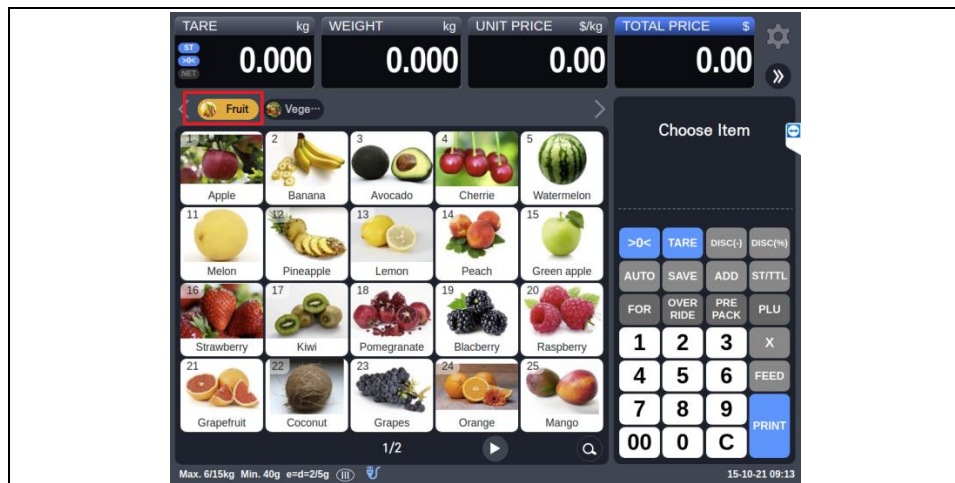 TARE kg WEIGHT kg UNIT PRICE $/kg TOTAL PRICE $
ST
>0<
NET
0.000 0.000 0.00 0.00
Fruit Vege···
Choose Item
1 2 3 4 5
Apple Banana Avocado Cherrie Watermelon
11 12 13 14 15
Melon Pineapple Lemon Peach Green apple
16 17 18 19 20
Strawberry Kiwi Pomegranate Blacberry Raspberry
21 22 23 24 25
Grapefruit Coconut Grapes Orange Mango
1/2
>0< TARE DISC(-) DISC(%)
AUTO SAVE ADD ST/TTL
FOR OVER RIDE PRE PACK PLU
1 2 3 X
4 5 6 FEED
7 8 9 PRINT
00 0 C
Max. 6/15kg Min. 40g e=d=2/5g III 15-10-21 09:13